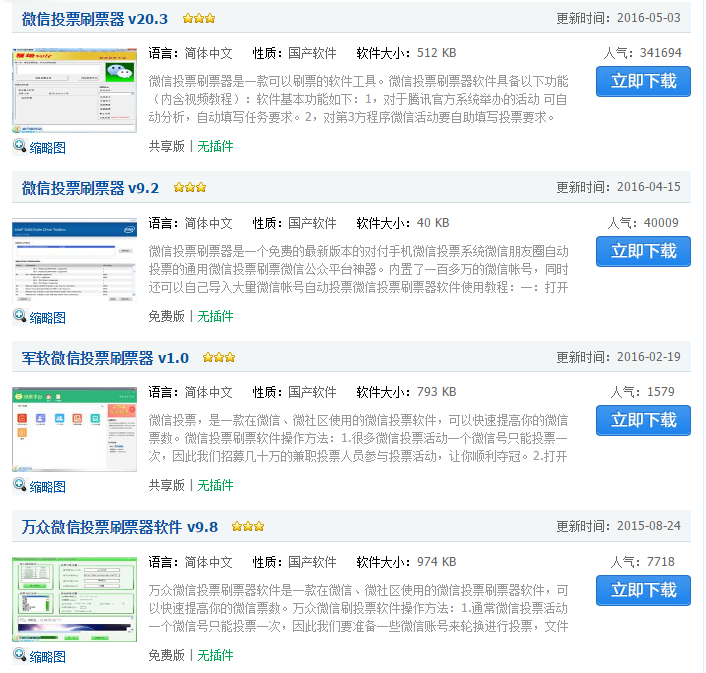 微信投票刷票器 v20.3
更新时间：2016-05-03
语言：简体中文 性质：国产软件 软件大小：512 KB
人气：341694
微信投票刷票器是一款可以刷票的软件工具。微信投票刷票器软件具备以下功能
（内含视频教程）：软件基本功能如下：1，对于腾讯官方系统举办的活动 可自
动分析，自动填写任务要求。2，对第3方程序微信活动要自助填写投票要求。
立即下载
缩略图
共享版 | 无插件
微信投票刷票器 v9.2
更新时间：2016-04-15
语言：简体中文 性质：国产软件 软件大小：40 KB
人气：40009
微信投票刷票器是一个免费的最新版本的对付手机微信投票系统微信朋友圈自动
投票的通用微信投票刷票微信公众平台神器。内置了一百多万的微信帐号，同时
还可以自己导入大量微信帐号自动投票微信投票刷票器软件使用教程：一：打开
立即下载
缩略图
免费版 | 无插件
军软微信投票刷票器 v1.0
更新时间：2016-02-19
语言：简体中文 性质：国产软件 软件大小：793 KB
人气：1579
微信投票，是一款在微信、微社区使用的微信投票软件，可以快速提高你的微信
票数。微信投票刷票软件操作方法：1.很多微信投票活动一个微信号只能投票一
次，因此我们招募几十万的兼职投票人员参与投票活动，让你顺利夺冠。2.打开
立即下载
缩略图
共享版 | 无插件
万众微信投票刷票器软件 v9.8
更新时间：2015-08-24
语言：简体中文 性质：国产软件 软件大小：974 KB
人气：7718
万众微信投票刷票器软件是一款在微信、微社区使用的微信投票刷票器软件，可
以快速提高你的微信票数。万众微信刷投票软件操作方法：1.通常微信投票活动
一个微信号只能投票一次，因此我们要准备一些微信账号来轮换进行投票，文件
立即下载
缩略图
免费版 | 无插件